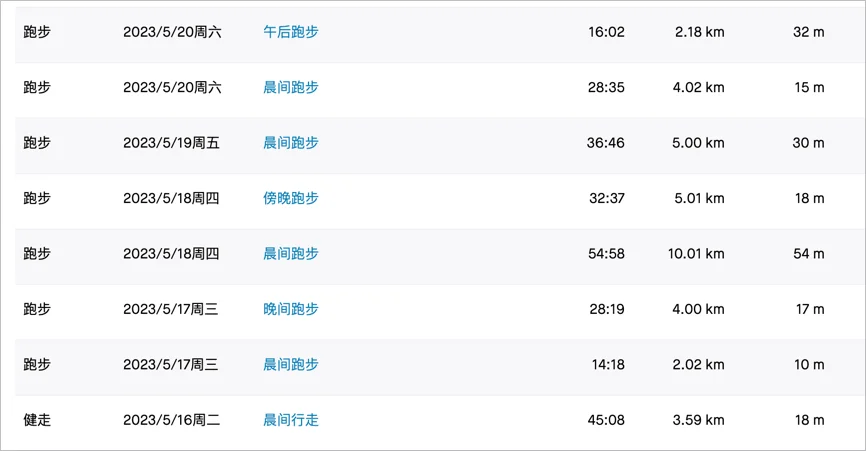 跑步 2023/5/20周六 午后跑步 16:02 2.18 km 32 m
跑步 2023/5/20周六 晨间跑步 28:35 4.02 km 15 m
跑步 2023/5/19周五 晨间跑步 36:46 5.00 km 30 m
跑步 2023/5/18周四 傍晚跑步 32:37 5.01 km 18 m
跑步 2023/5/18周四 晨间跑步 54:58 10.01 km 54 m
跑步 2023/5/17周三 晚间跑步 28:19 4.00 km 17 m
跑步 2023/5/17周三 晨间跑步 14:18 2.02 km 10 m
健走 2023/5/16周二 晨间行走 45:08 3.59 km 18 m